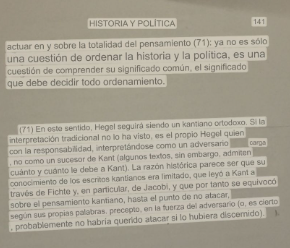 HISTORIA Y POLÍTICA 141
actuar en y sobre la totalidad del pensamiento (71): ya no es sólo
una cuestión de ordenar la historia y la política, es una
cuestión de comprender su significado común, el significado
que debe decidir todo ordenamiento.
(71) En este sentido, Hegel seguirá siendo un kantiano ortodoxo. Si la
interpretación tradicional no lo ha visto, es el propio Hegel quien
con la responsabilidad, interpretándose como un adversario carga
, no como un sucesor de Kant (algunos textos, sin embargo, admiten
cuánto y cuánto le debe a Kant). La razón histórica parece ser que su
conocimiento de los escritos kantianos era limitado, que leyó a Kant a
través de Fichte y, en particular, de Jacobi, y que por tanto se equivocó
sobre el pensamiento kantiano, hasta el punto de no atacar,
según sus propias palabras, precepto, en la fuerza del adversario (o, es cierto
, probablemente no habría querido atacar si lo hubiera discernido).